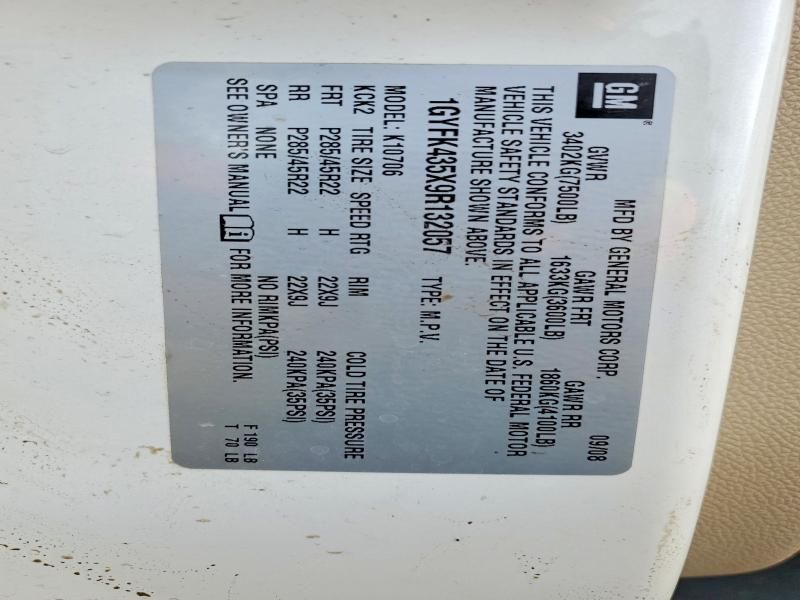 GM®
MFD BY GENERAL MOTORS CORP. 09/08
GVWR GAWR FRT GAWR RR
3402KG(7500LB) 1633KG(3600LB) 1860KG(4100LB)
THIS VEHICLE CONFORMS TO ALL APPLICABLE U.S. FEDERAL MOTOR
VEHICLE SAFETY STANDARDS IN EFFECT ON THE DATE OF
MANUFACTURE SHOWN ABOVE.
1GYFK435X9R132057 TYPE: M.P.V.
MODEL: K10706
KCK2 TIRE SIZE SPEED RTG RIM COLD TIRE PRESSURE
FRT P285/45R22 H 22X9J 240KPA(35PSI)
RR P285/45R22 H 22X9J 240KPA(35PSI)
SPA NONE NO RIMKPA(PSI) F 190 LB
SEE OWNER'S MANUAL FOR MORE INFORMATION. T 70 LB